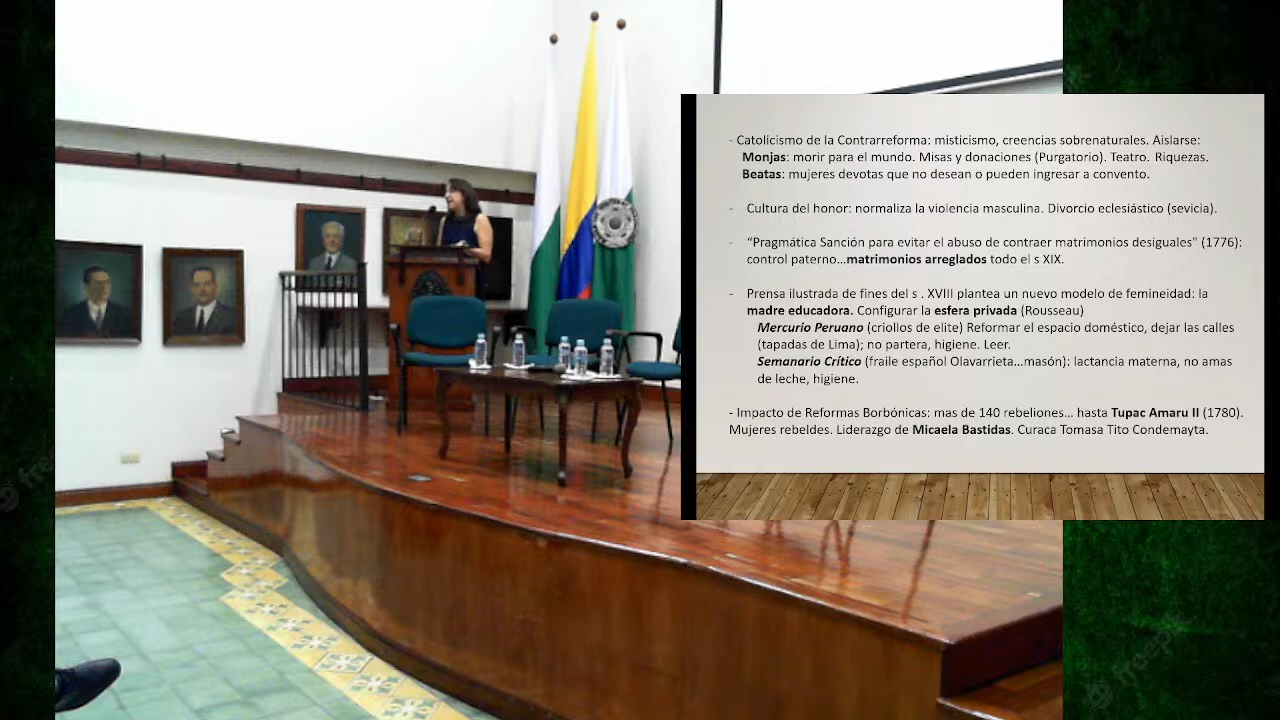 - Catolicismo de la Contrarreforma: misticismo, creencias sobrenaturales. Aislarse:
Monjas: morir para el mundo. Misas y donaciones (Purgatorio). Teatro. Riquezas.
Beatas: mujeres devotas que no desean o pueden ingresar a convento.
- Cultura del honor: normaliza la violencia masculina. Divorcio eclesiástico (sevicia).
- “Pragmática Sanción para evitar el abuso de contraer matrimonios desiguales" (1776):
control paterno...matrimonios arreglados todo el s XIX.
- Prensa ilustrada de fines del s . XVIII plantea un nuevo modelo de femineidad: la
madre educadora. Configurar la esfera privada (Rousseau)
Mercurio Peruano (criollos de elite) Reformar el espacio doméstico, dejar las calles
(tapadas de Lima); no partera, higiene. Leer.
Semanario Crítico (fraile español Olavarrieta...masón): lactancia materna, no amas
de leche, higiene.
- Impacto de Reformas Borbónicas: mas de 140 rebeliones... hasta Tupac Amaru II (1780).
Mujeres rebeldes. Liderazgo de Micaela Bastidas. Curaca Tomasa Tito Condemayta.
freepik